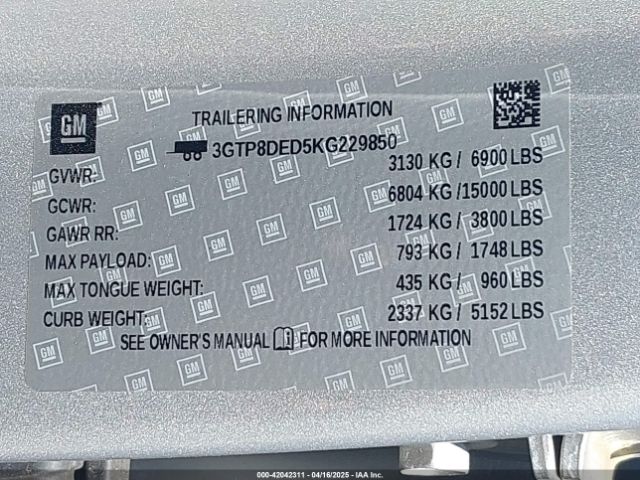 GM
TRAILERING INFORMATION
3GTP8DED5KG229850
GVWR: 3130 KG / 6900 LBS
GCWR: 6804 KG /15000 LBS
GAWR RR: 1724 KG / 3800 LBS
MAX PAYLOAD: 793 KG / 1748 LBS
MAX TONGUE WEIGHT: 435 KG / 960 LBS
CURB WEIGHT: 2337 KG / 5152 LBS
SEE OWNER'S MANUAL i FOR MORE INFORMATION
000-42042311 - 04/16/2025 - IAAI.COM